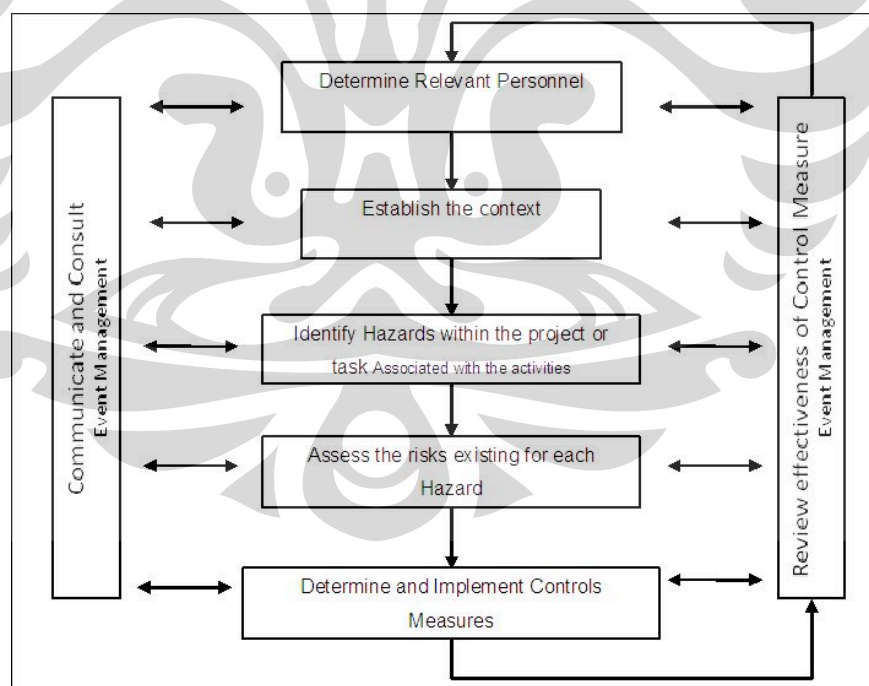 Determine Relevant Personnel
Establish the context
Identify Hazards within the project or
task Associated with the activities
Assess the risks existing for each
Hazard
Determine and Implement Controls
Measures
Communicate and Consult
Event Management
Review effectiveness of Control Measure
Event Management